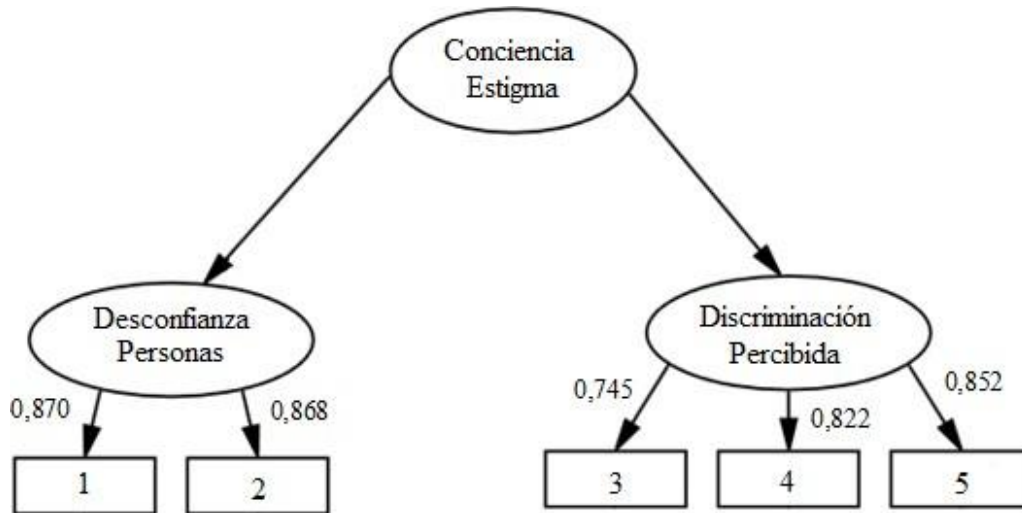 Conciencia
Estigma
Desconfianza
Personas
Discriminación
Percibida
0,870
0,868
0,745
0,822
0,852
1
2
3
4
5